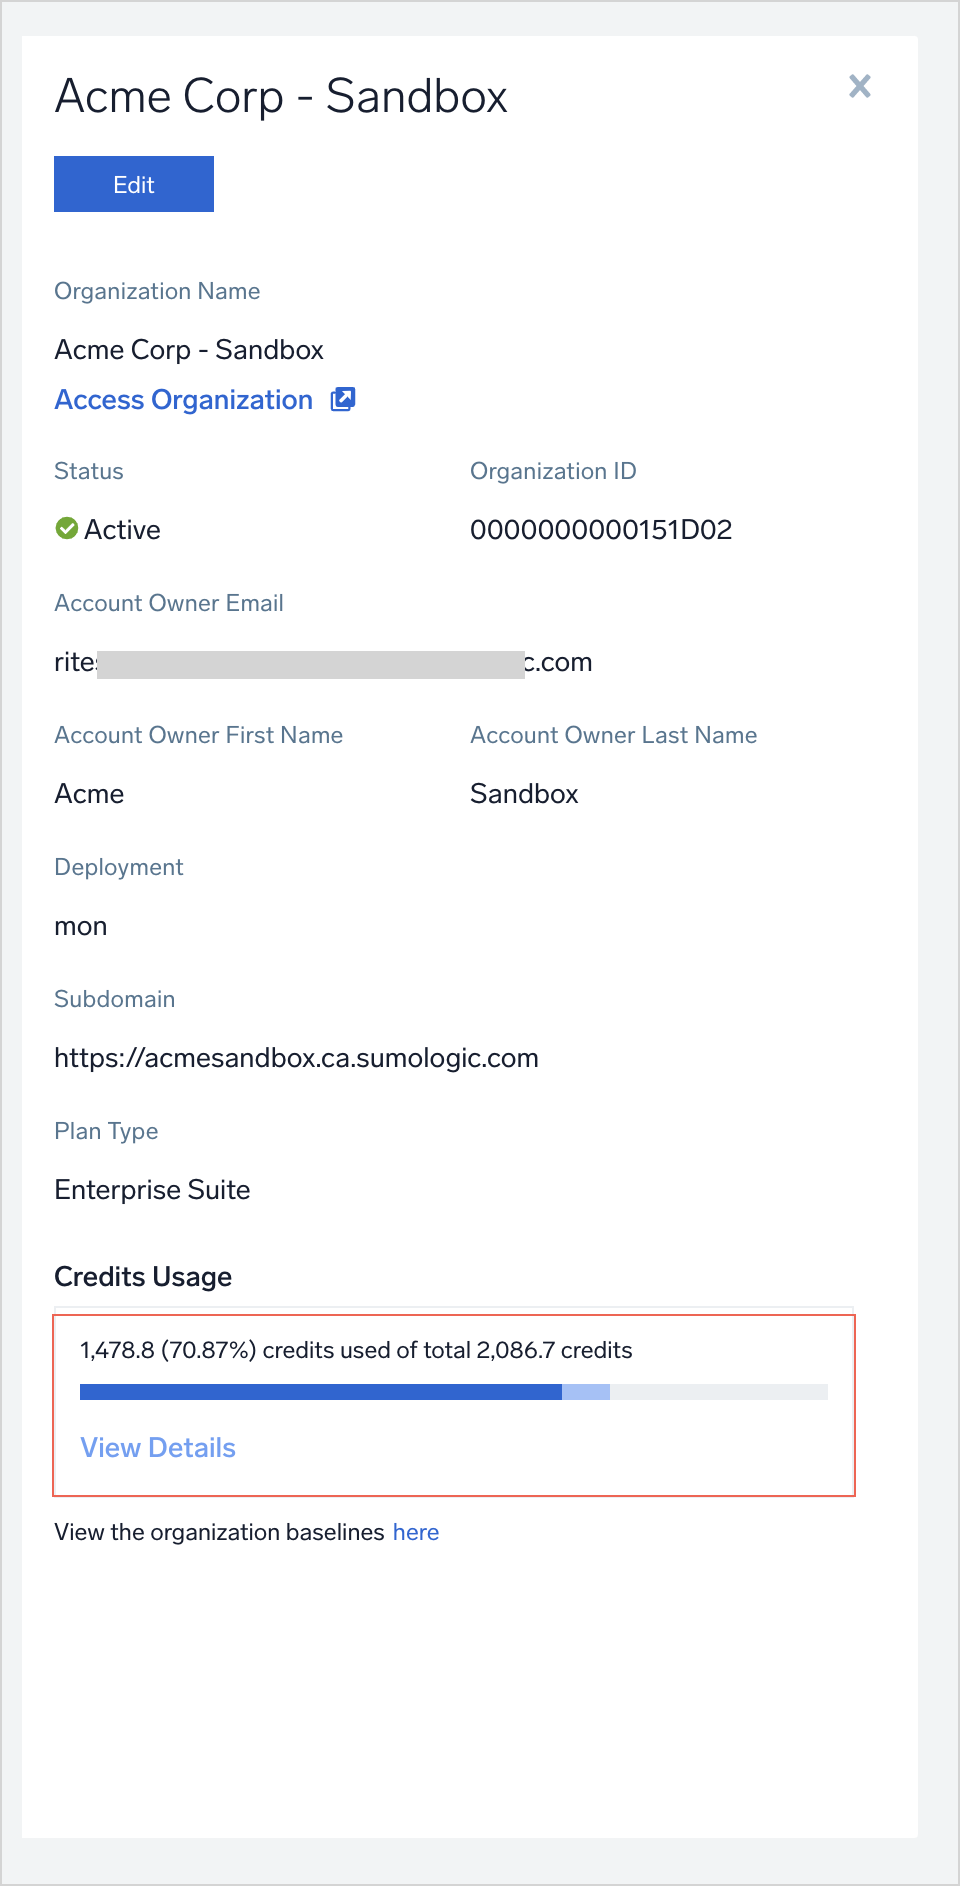 Acme Corp - Sandbox
Edit
Organization Name
Acme Corp - Sandbox
Access Organization
Status
Organization ID
Active
0000000000151D02
Account Owner Email
rites c.com
Account Owner First Name
Account Owner Last Name
Acme
Sandbox
Deployment
mon
Subdomain
https://acmesandbox.ca.sumologic.com
Plan Type
Enterprise Suite
Credits Usage
1,478.8 (70.87%) credits used of total 2,086.7 credits
View Details
View the organization baselines here